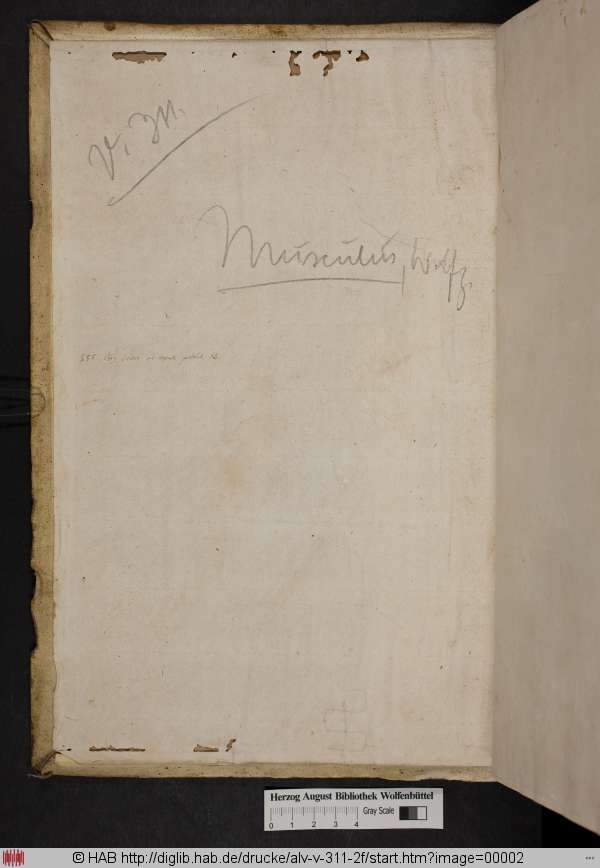 V. 311.
Musculus, Wolfg.
Herzog August Bibliothek Wolfenbüttel
0 1 2 3 4 Gray Scale
© HAB http://diglib.hab.de/drucke/alv-v-311-2f/start.htm?image=00002